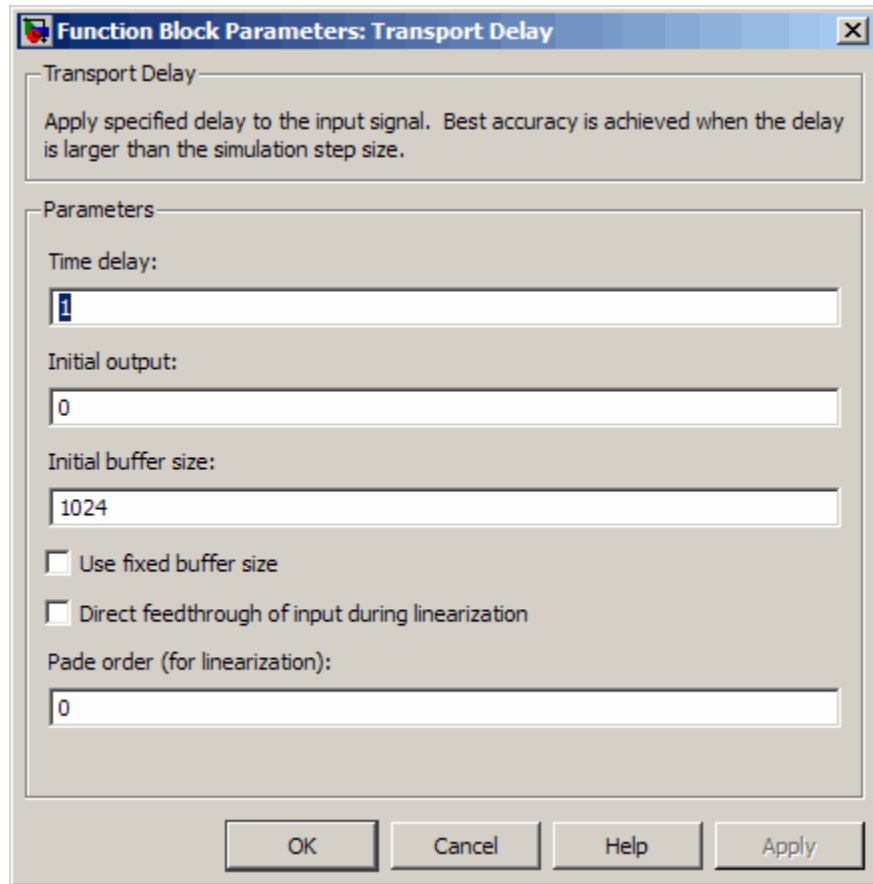 Function Block Parameters: Transport Delay
Transport Delay
Apply specified delay to the input signal.  Best accuracy is achieved when the delay
is larger than the simulation step size.
Parameters
Time delay:
1
Initial output:
0
Initial buffer size:
1024
Use fixed buffer size
Direct feedthrough of input during linearization
Pade order (for linearization):
0
OK Cancel Help Apply